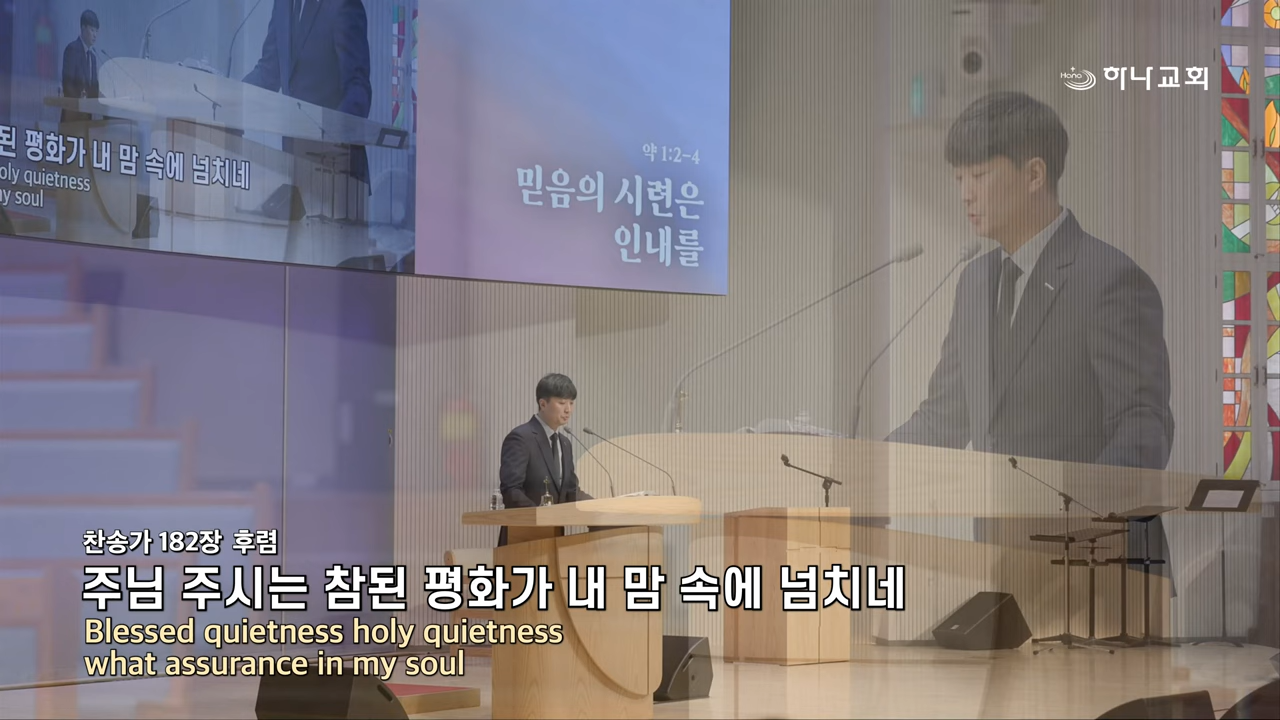 Hana 하나교회
약 1:2~4
믿음의 시련은
인내를
된 평화가 내 맘 속에 넘치네
oly quietness
my soul
찬송가 182장 후렴
주님 주시는 참된 평화가 내 맘 속에 넘치네
Blessed quietness holy quietness
what assurance in my soul